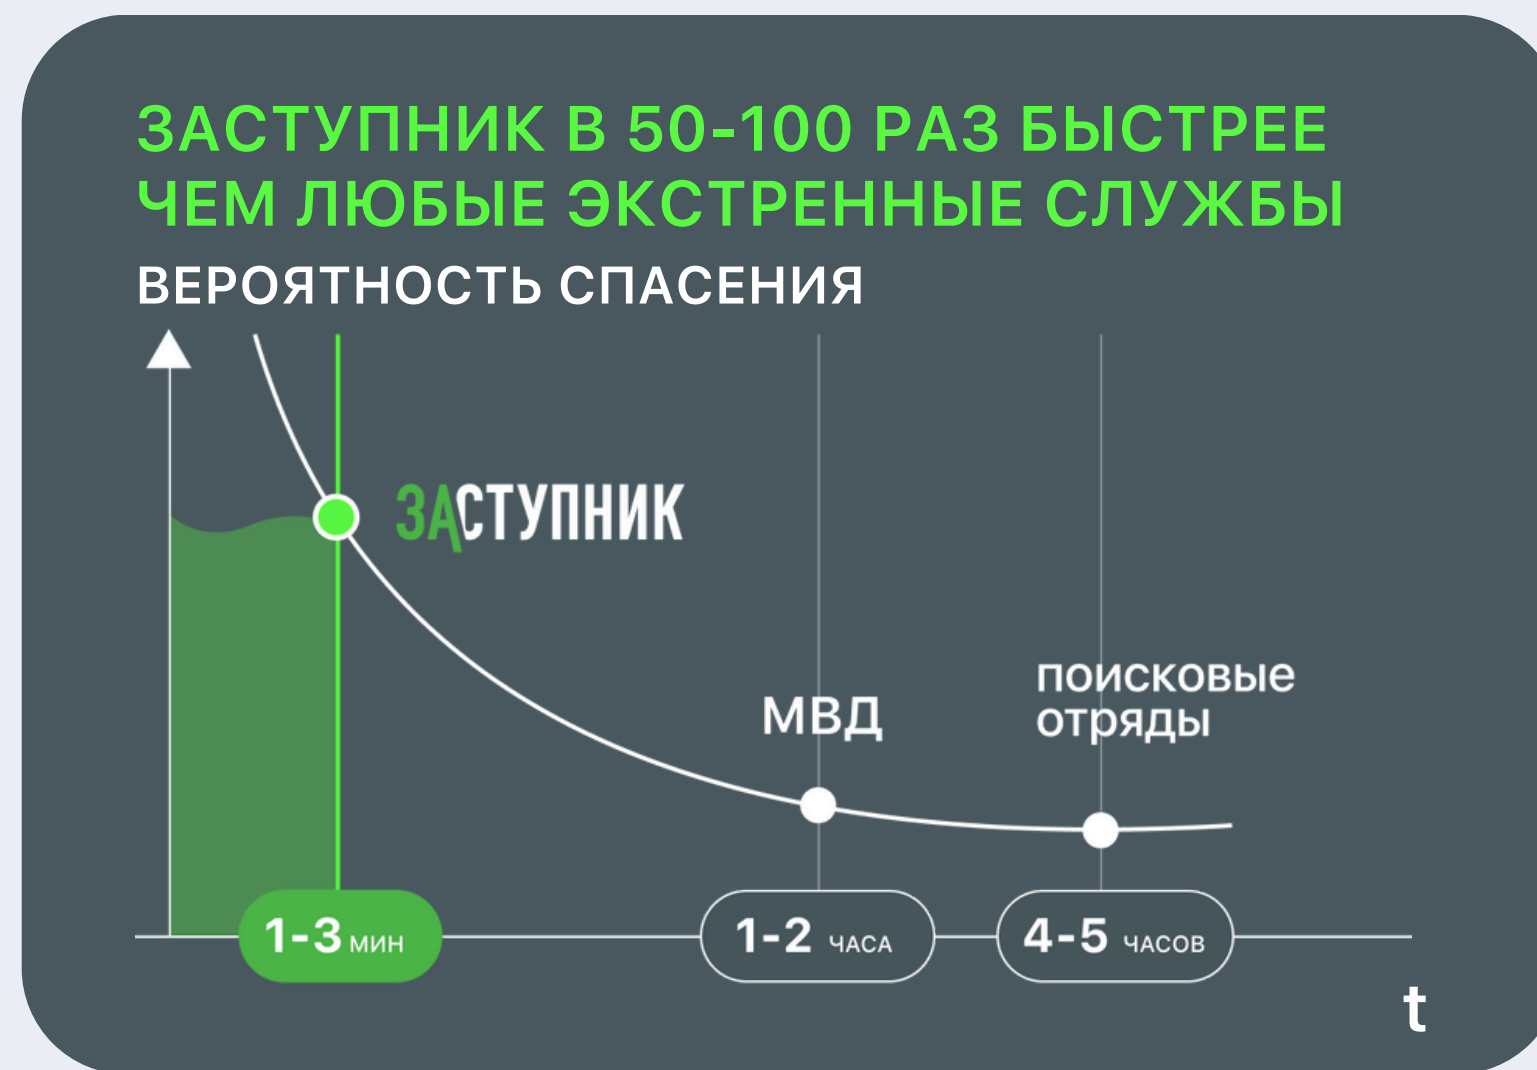 ЗАСТУПНИК В 50-100 РАЗ БЫСТРЕЕ
ЧЕМ ЛЮБЫЕ ЭКСТРЕННЫЕ СЛУЖБЫ
ВЕРОЯТНОСТЬ СПАСЕНИЯ
ЗАСТУПНИК
МВД
поисковые
отряды
1-3 мин
1-2 часа
4-5 часов
t